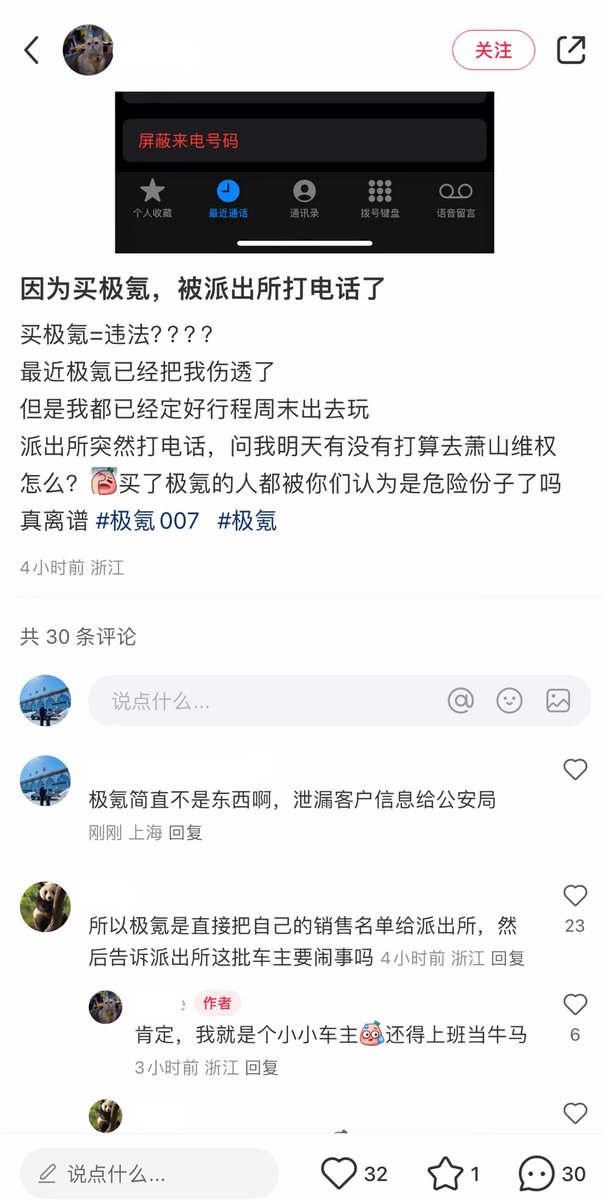 关注
屏蔽来电号码
个人收藏
最近通话
通讯录
拨号键盘
语音留言
因为买极氪，被派出所打电话了
买极氪=违法????
最近极氪已经把我伤透了
但是我都已经定好行程周末出去玩
派出所突然打电话，问我明天有没有打算去萧山维权
怎么？买了极氪的人都被你们认为是危险份子了吗
真离谱 #极氪007 #极氪
4小时前 浙江
共 30 条评论
说点什么...
极氪简直不是东西啊，泄漏客户信息给公安局
刚刚 上海 回复
所以极氪是直接把自己的销售名单给派出所，然
后告诉派出所这批车主要闹事吗 4小时前 浙江 回复
23
作者
肯定，我就是个小小车主还得上班当牛马
6
3小时前 浙江 回复
说点什么...
32
1
30